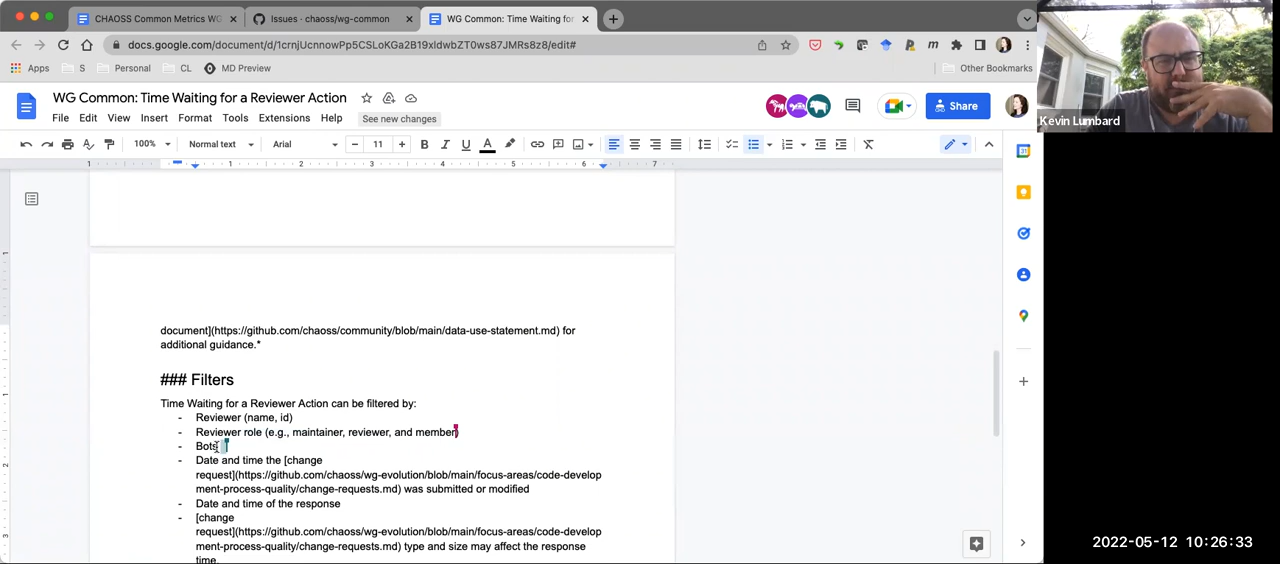 CHAOSS Common Metrics WG
Issues · chaoss/wg-common
WG Common: Time Waiting for
docs.google.com/document/d/1crnjUcnnowPp5CSLoKGa2B19xldwbZT0ws87JMRs8z8/edit#
Apps
S
Personal
CL
MD Preview
Other Bookmarks
WG Common: Time Waiting for a Reviewer Action
File Edit View Insert Format Tools Extensions Help
See new changes
Share
100%
Normal text
Arial
11
Kevin Lumbard
document](https://github.com/chaoss/community/blob/main/data-use-statement.md) for
additional guidance.*
### Filters
Time Waiting for a Reviewer Action can be filtered by:
- Reviewer (name, id)
- Reviewer role (e.g., maintainer, reviewer, and member)
- Bots
- Date and time the [change
request](https://github.com/chaoss/wg-evolution/blob/main/focus-areas/code-develop
ment-process-quality/change-requests.md) was submitted or modified
- Date and time of the response
- [change
request](https://github.com/chaoss/wg-evolution/blob/main/focus-areas/code-develop
ment-process-quality/change-requests.md) type and size may affect the response
time.
2022-05-12 10:26:33